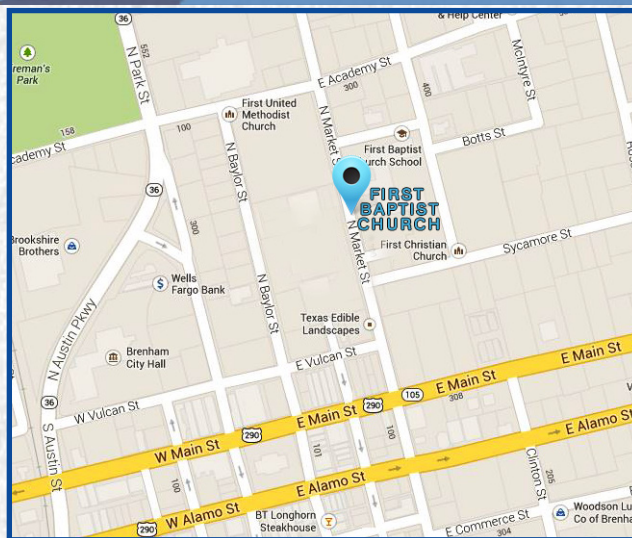 36
552
& Help Center
reman's
Park
N Park St
E Academy St
300
McIntyre St
400
First United
Methodist
Church
100
158
cademy St
N Market St
First Baptist
urch School
Botts St
N Baylor St
36
FIRST
BAPTIST
CHURCH
300
N Market St
First Christian
Church
Sycamore St
Brookshire
Brothers
$
Wells
Fargo Bank
N Baylor St
N Austin Pkwy
Texas Edible
Landscapes
Brenham
City Hall
E Vulcan St
E Main St
E Main St
36
W Vulcan St
105
290
308
E Main St
100
S Austin St
290
W Main St
E Alamo St
101
100
E Alamo St
Clinton St
205
W Alamo St
290
BT Longhorn
Steakhouse
E Commerce St
304
Woodson Lu
Co of Brenha